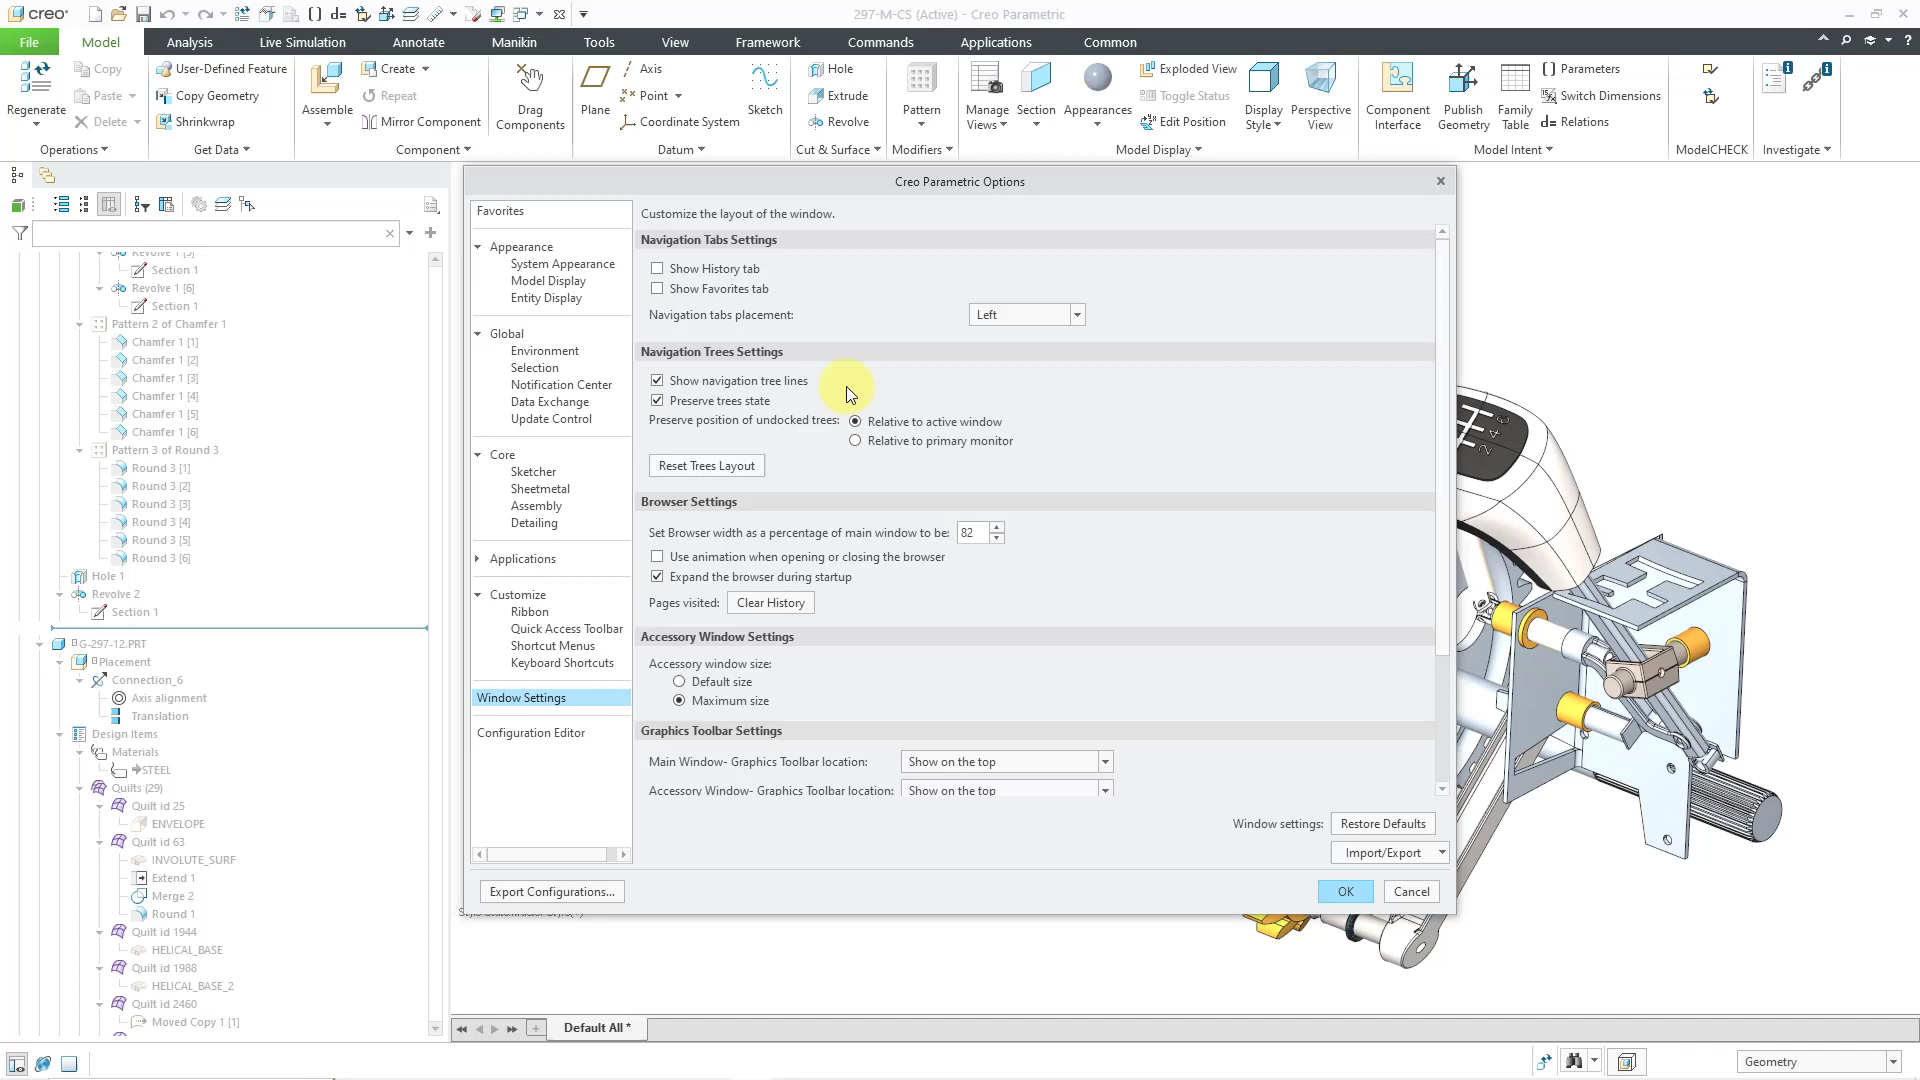 creo
297-M-CS (Active) - Creo Parametric
File
Model
Analysis
Live Simulation
Annotate
Manikin
Tools
View
Framework
Commands
Applications
Common
Regenerate
Copy
Paste
Delete
Operations
User-Defined Feature
Copy Geometry
Shrinkwrap
Get Data
Assemble
Create
Repeat
Mirror Component
Component
Drag Components
Plane
Axis
Point
Coordinate System
Sketch
Datum
Hole
Extrude
Revolve
Cut & Surface
Pattern
Modifiers
Manage Views
Section
Appearances
Exploded View
Toggle Status
Edit Position
Display Style
Perspective View
Model Display
Component Interface
Publish Geometry
Family Table
Parameters
Switch Dimensions
d= Relations
Model Intent
ModelCHECK
Investigate
Section 1
Revolve 1 [6]
Section 1
Pattern 2 of Chamfer 1
Chamfer 1 [1]
Chamfer 1 [2]
Chamfer 1 [3]
Chamfer 1 [4]
Chamfer 1 [5]
Chamfer 1 [6]
Pattern 3 of Round 3
Round 3 [1]
Round 3 [2]
Round 3 [3]
Round 3 [4]
Round 3 [5]
Round 3 [6]
Hole 1
Revolve 2
Section 1
G-297-12.PRT
Placement
Connection_6
Axis alignment
Translation
Design Items
Materials
STEEL
Quilts (29)
Quilt id 25
ENVELOPE
Quilt id 63
INVOLUTE_SURF
Extend 1
Merge 2
Round 1
Quilt id 1944
HELICAL_BASE
Quilt id 1988
HELICAL_BASE_2
Quilt id 2460
Moved Copy 1 [1]
Creo Parametric Options
Favorites
Appearance
System Appearance
Model Display
Entity Display
Global
Environment
Selection
Notification Center
Data Exchange
Update Control
Core
Sketcher
Sheetmetal
Assembly
Detailing
Applications
Customize
Ribbon
Quick Access Toolbar
Shortcut Menus
Keyboard Shortcuts
Window Settings
Configuration Editor
Customize the layout of the window.
Navigation Tabs Settings
Show History tab
Show Favorites tab
Navigation tabs placement: Left
Navigation Trees Settings
Show navigation tree lines
Preserve trees state
Preserve position of undocked trees: Relative to active window
Relative to primary monitor
Reset Trees Layout
Browser Settings
Set Browser width as a percentage of main window to be: 82
Use animation when opening or closing the browser
Expand the browser during startup
Pages visited: Clear History
Accessory Window Settings
Accessory window size:
Default size
Maximum size
Graphics Toolbar Settings
Main Window- Graphics Toolbar location: Show on the top
Accessory Window- Graphics Toolbar location: Show on the top
Window settings: Restore Defaults
Import/Export
Export Configurations...
OK
Cancel
Default All *
Geometry